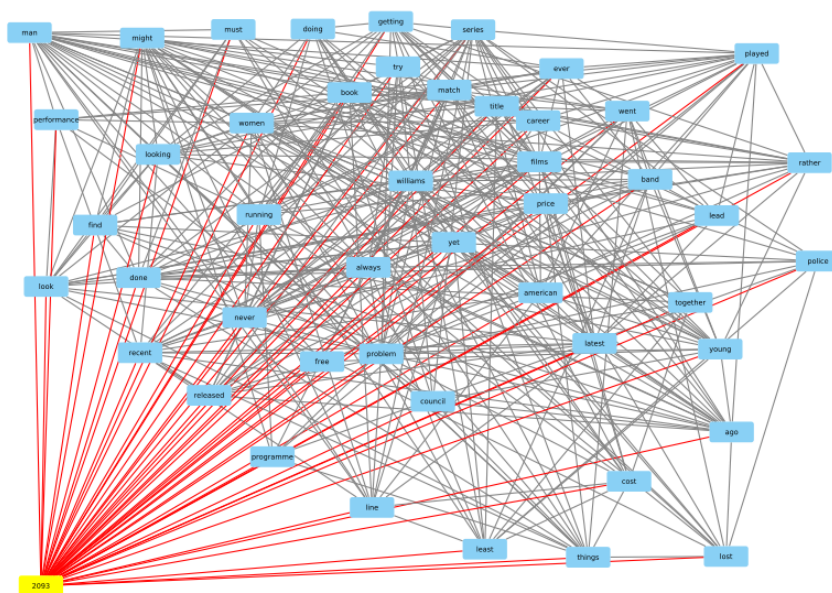 man
might
must
doing
getting
series
played
try
ever
book
match
title
career
went
performance
women
looking
films
rather
williams
band
price
running
lead
find
yet
police
always
look
done
american
together
never
latest
recent
free
problem
young
released
council
ago
programme
cost
line
least
things
lost
2093